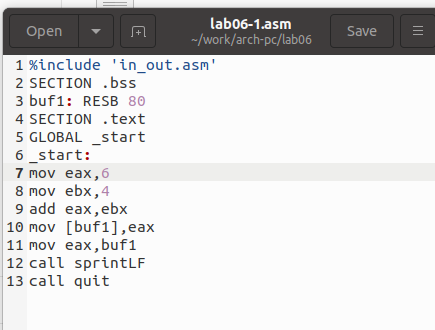 Open
lab06-1.asm
~/work/arch-pc/lab06
Save
1 %include 'in_out.asm'
2 SECTION .bss
3 buf1: RESB 80
4 SECTION .text
5 GLOBAL _start
6 _start:
7 mov eax,6
8 mov ebx,4
9 add eax,ebx
10 mov [buf1],eax
11 mov eax,buf1
12 call sprintLF
13 call quit